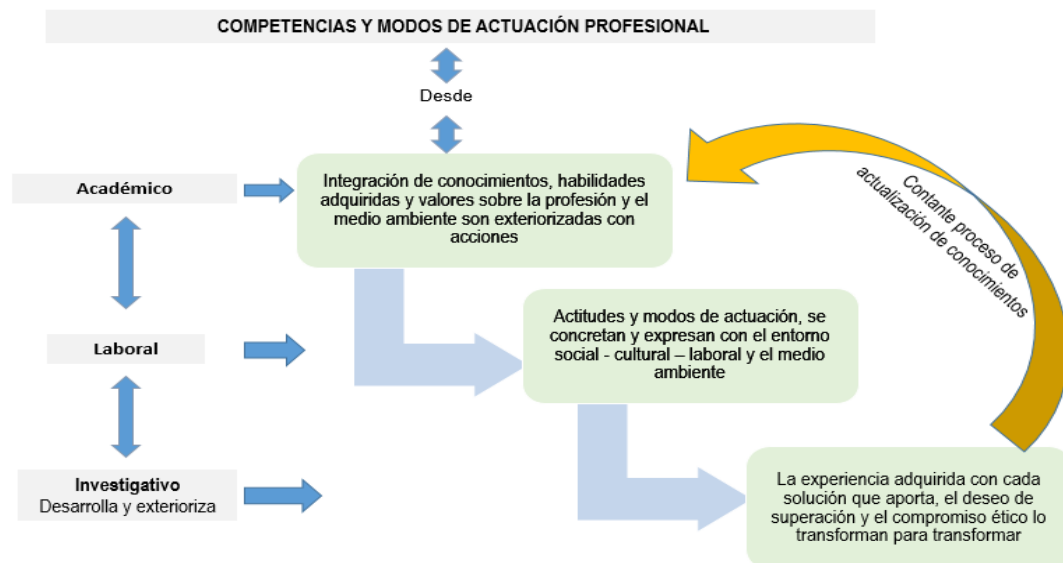 COMPETENCIAS Y MODOS DE ACTUACIÓN PROFESIONAL
Desde
Académico
Integración de conocimientos, habilidades
adquiridas y valores sobre la profesión y el
medio ambiente son exteriorizadas con
acciones
Contante proceso de
actualización de conocimientos
Laboral
Actitudes y modos de actuación, se
concretan y expresan con el entorno
social - cultural – laboral y el medio
ambiente
Investigativo
Desarrolla y exterioriza
La experiencia adquirida con cada
solución que aporta, el deseo de
superación y el compromiso ético lo
transforman para transformar